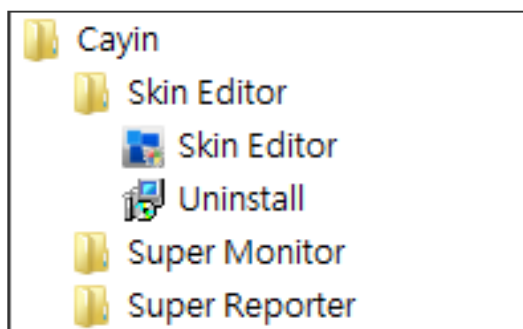 Cayin
Skin Editor
Skin Editor
Uninstall
Super Monitor
Super Reporter